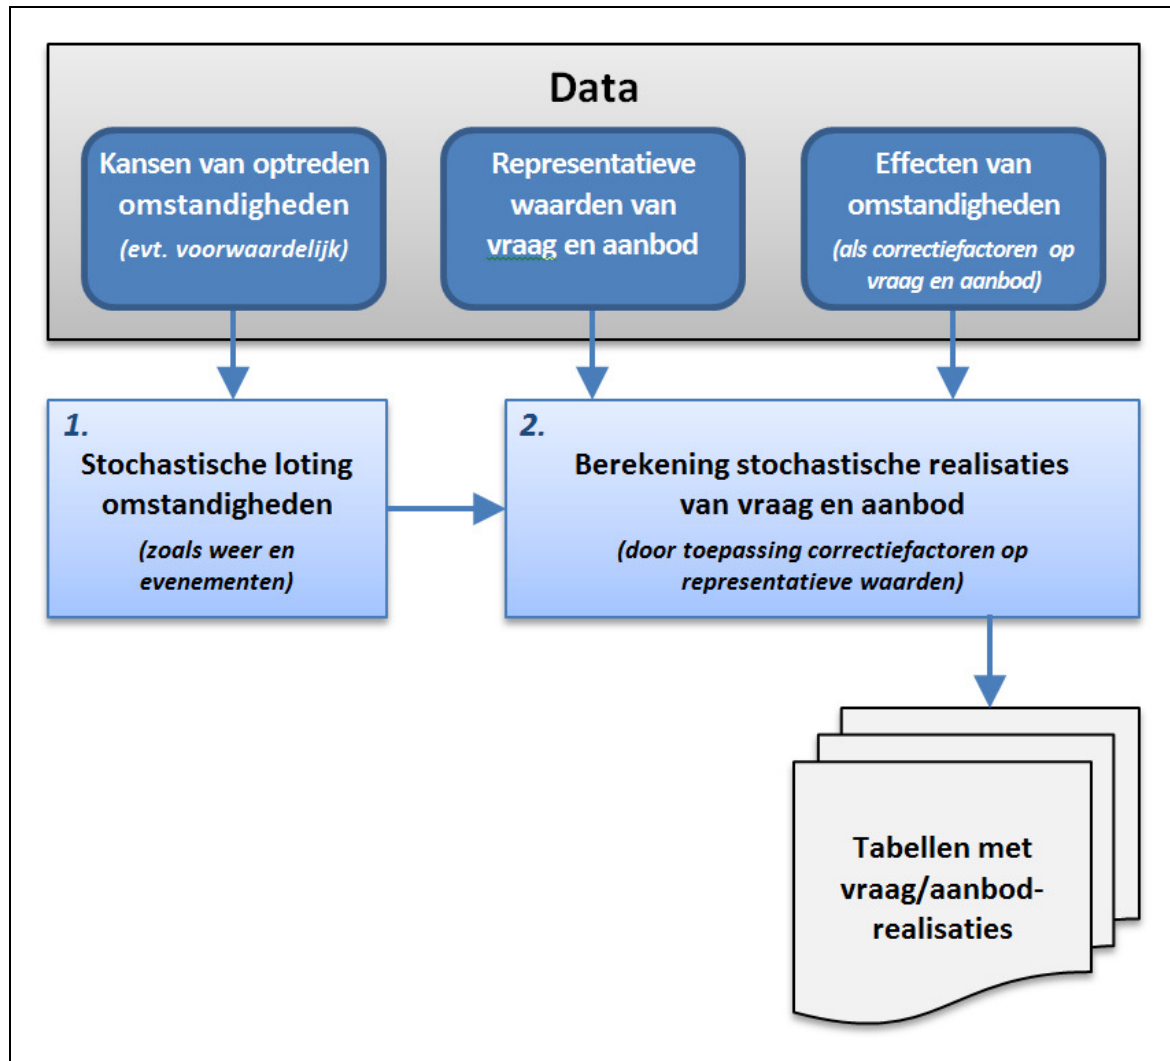 Data
Kansen van optreden
omstandigheden
(evt. voorwaardelijk)
Representatieve
waarden van
vraag en aanbod
Effecten van
omstandigheden
(als correctiefactoren op
vraag en aanbod)
1.
Stochastische loting
omstandigheden
(zoals weer en
evenementen)
2.
Berekening stochastische realisaties
van vraag en aanbod
(door toepassing correctiefactoren op
representatieve waarden)
Tabellen met
vraag/aanbod-
realisaties